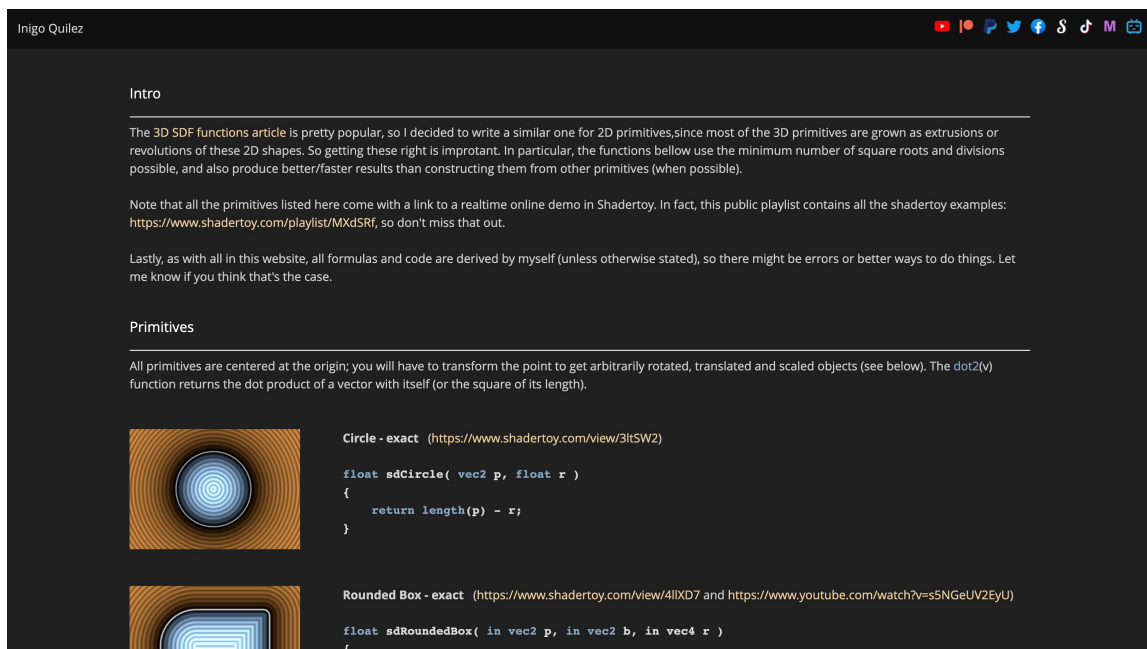 Inigo Quilez
Intro
The 3D SDF functions article is pretty popular, so I decided to write a similar one for 2D primitives,since most of the 3D primitives are grown as extrusions or
revolutions of these 2D shapes. So getting these right is improtant. In particular, the functions bellow use the minimum number of square roots and divisions
possible, and also produce better/faster results than constructing them from other primitives (when possible).
Note that all the primitives listed here come with a link to a realtime online demo in Shadertoy. In fact, this public playlist contains all the shadertoy examples:
https://www.shadertoy.com/playlist/MXdSRf, so don't miss that out.
Lastly, as with all in this website, all formulas and code are derived by myself (unless otherwise stated), so there might be errors or better ways to do things. Let
me know if you think that's the case.
Primitives
All primitives are centered at the origin; you will have to transform the point to get arbitrarily rotated, translated and scaled objects (see below). The dot2(v)
function returns the dot product of a vector with itself (or the square of its length).
Circle - exact (https://www.shadertoy.com/view/3ltSW2)
float sdCircle( vec2 p, float r )
{
return length(p) - r;
}
Rounded Box - exact (https://www.shadertoy.com/view/4llXD7 and https://www.youtube.com/watch?v=s5NGeUV2EyU)
float sdRoundedBox( in vec2 p, in vec2 b, in vec4 r )
{